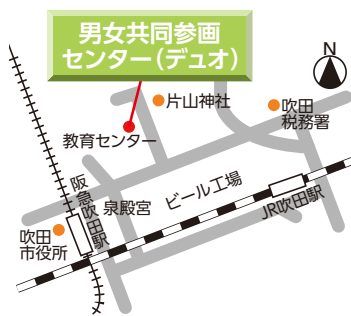 男女共同参画
センター（デュオ）
N
片山神社
吹田
税務署
教育センター
ビール工場
阪急吹田駅
泉殿宮
JR吹田駅
吹田
市役所